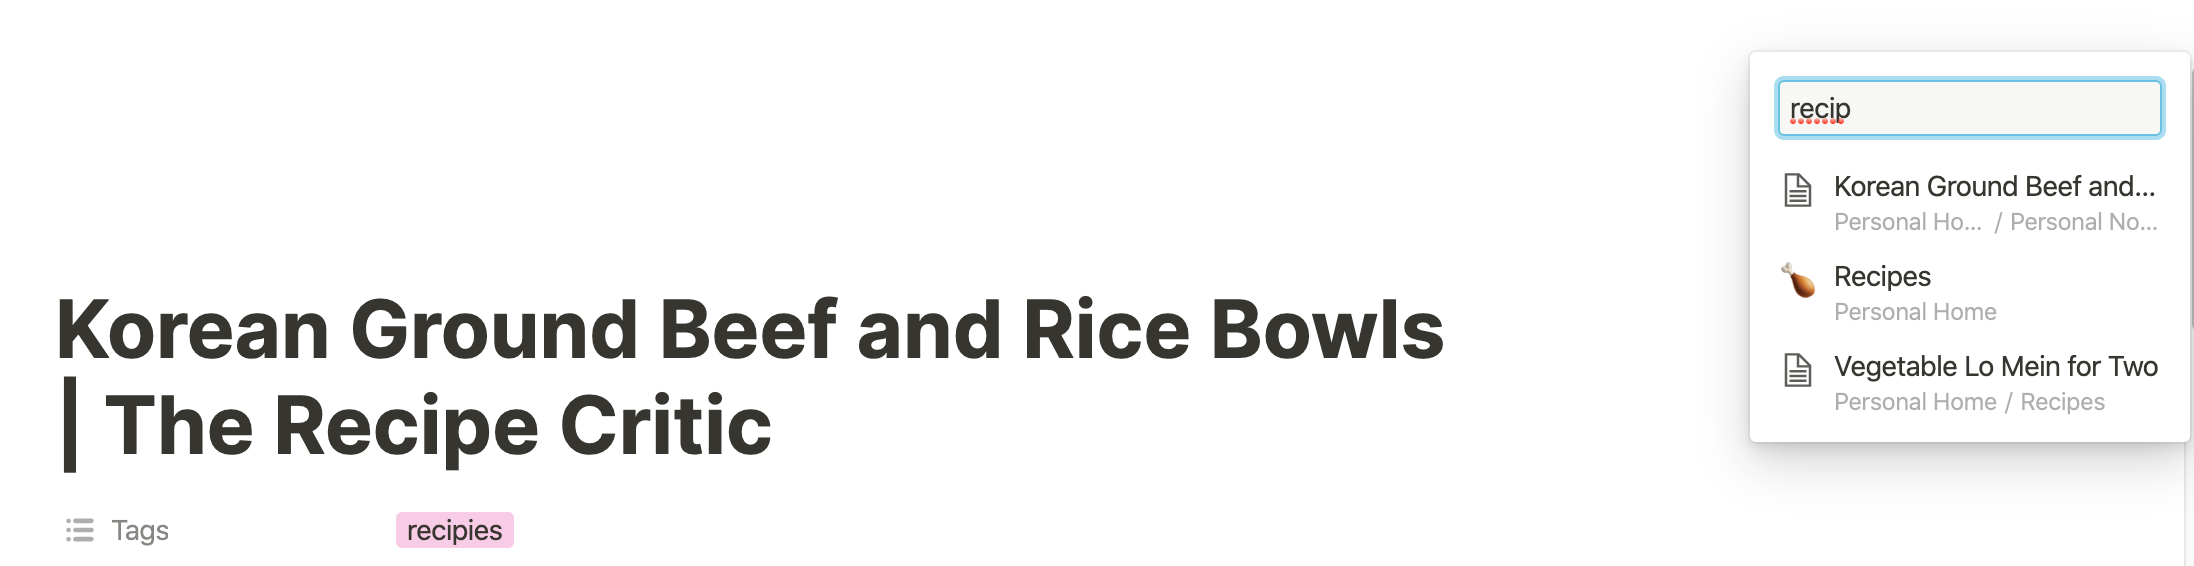 recip
Korean Ground Beef and...
Personal Ho... / Personal No...
Recipes
Personal Home
Vegetable Lo Mein for Two
Personal Home / Recipes
Korean Ground Beef and Rice Bowls
| The Recipe Critic
Tags recipies